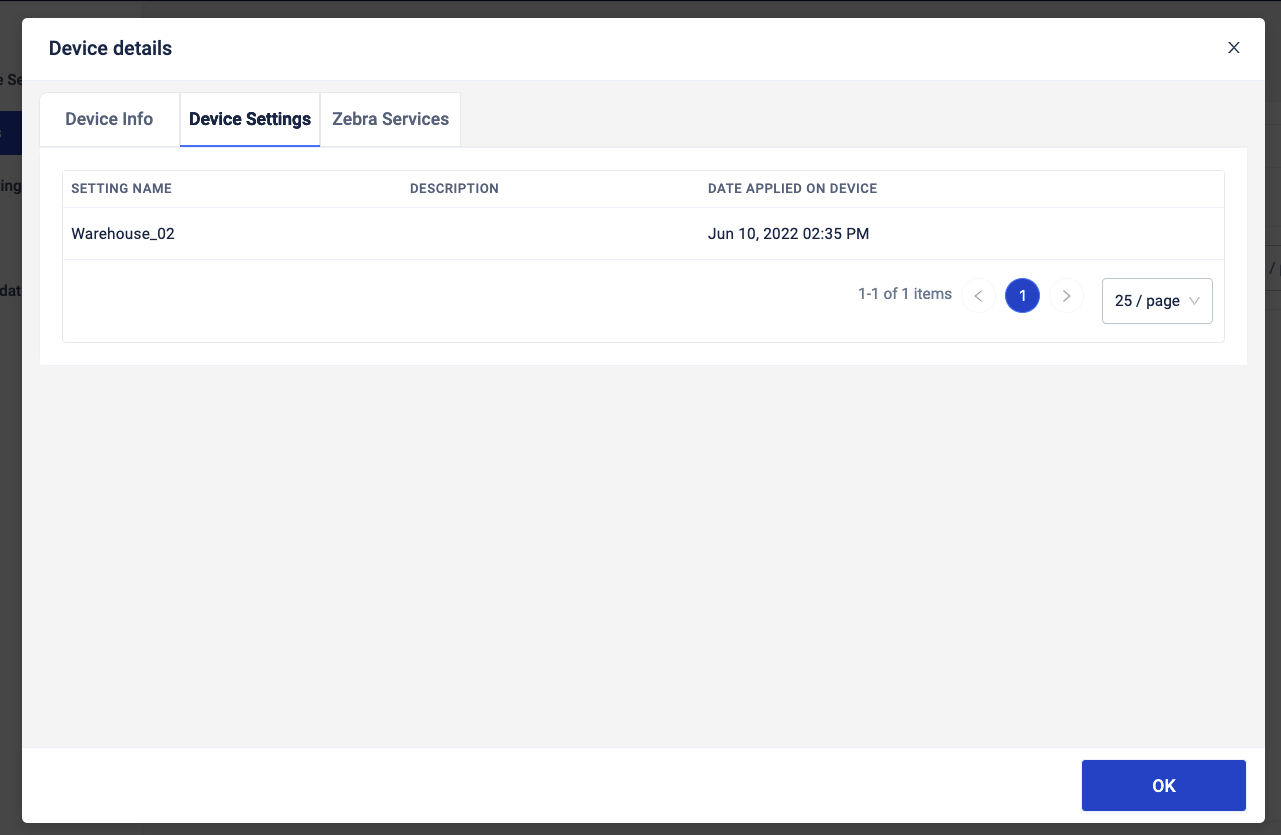 Device details
Device Info
Device Settings
Zebra Services
SETTING NAME
DESCRIPTION
DATE APPLIED ON DEVICE
Warehouse_02
Jun 10, 2022 02:35 PM
1-1 of 1 items
1
25 / page
OK